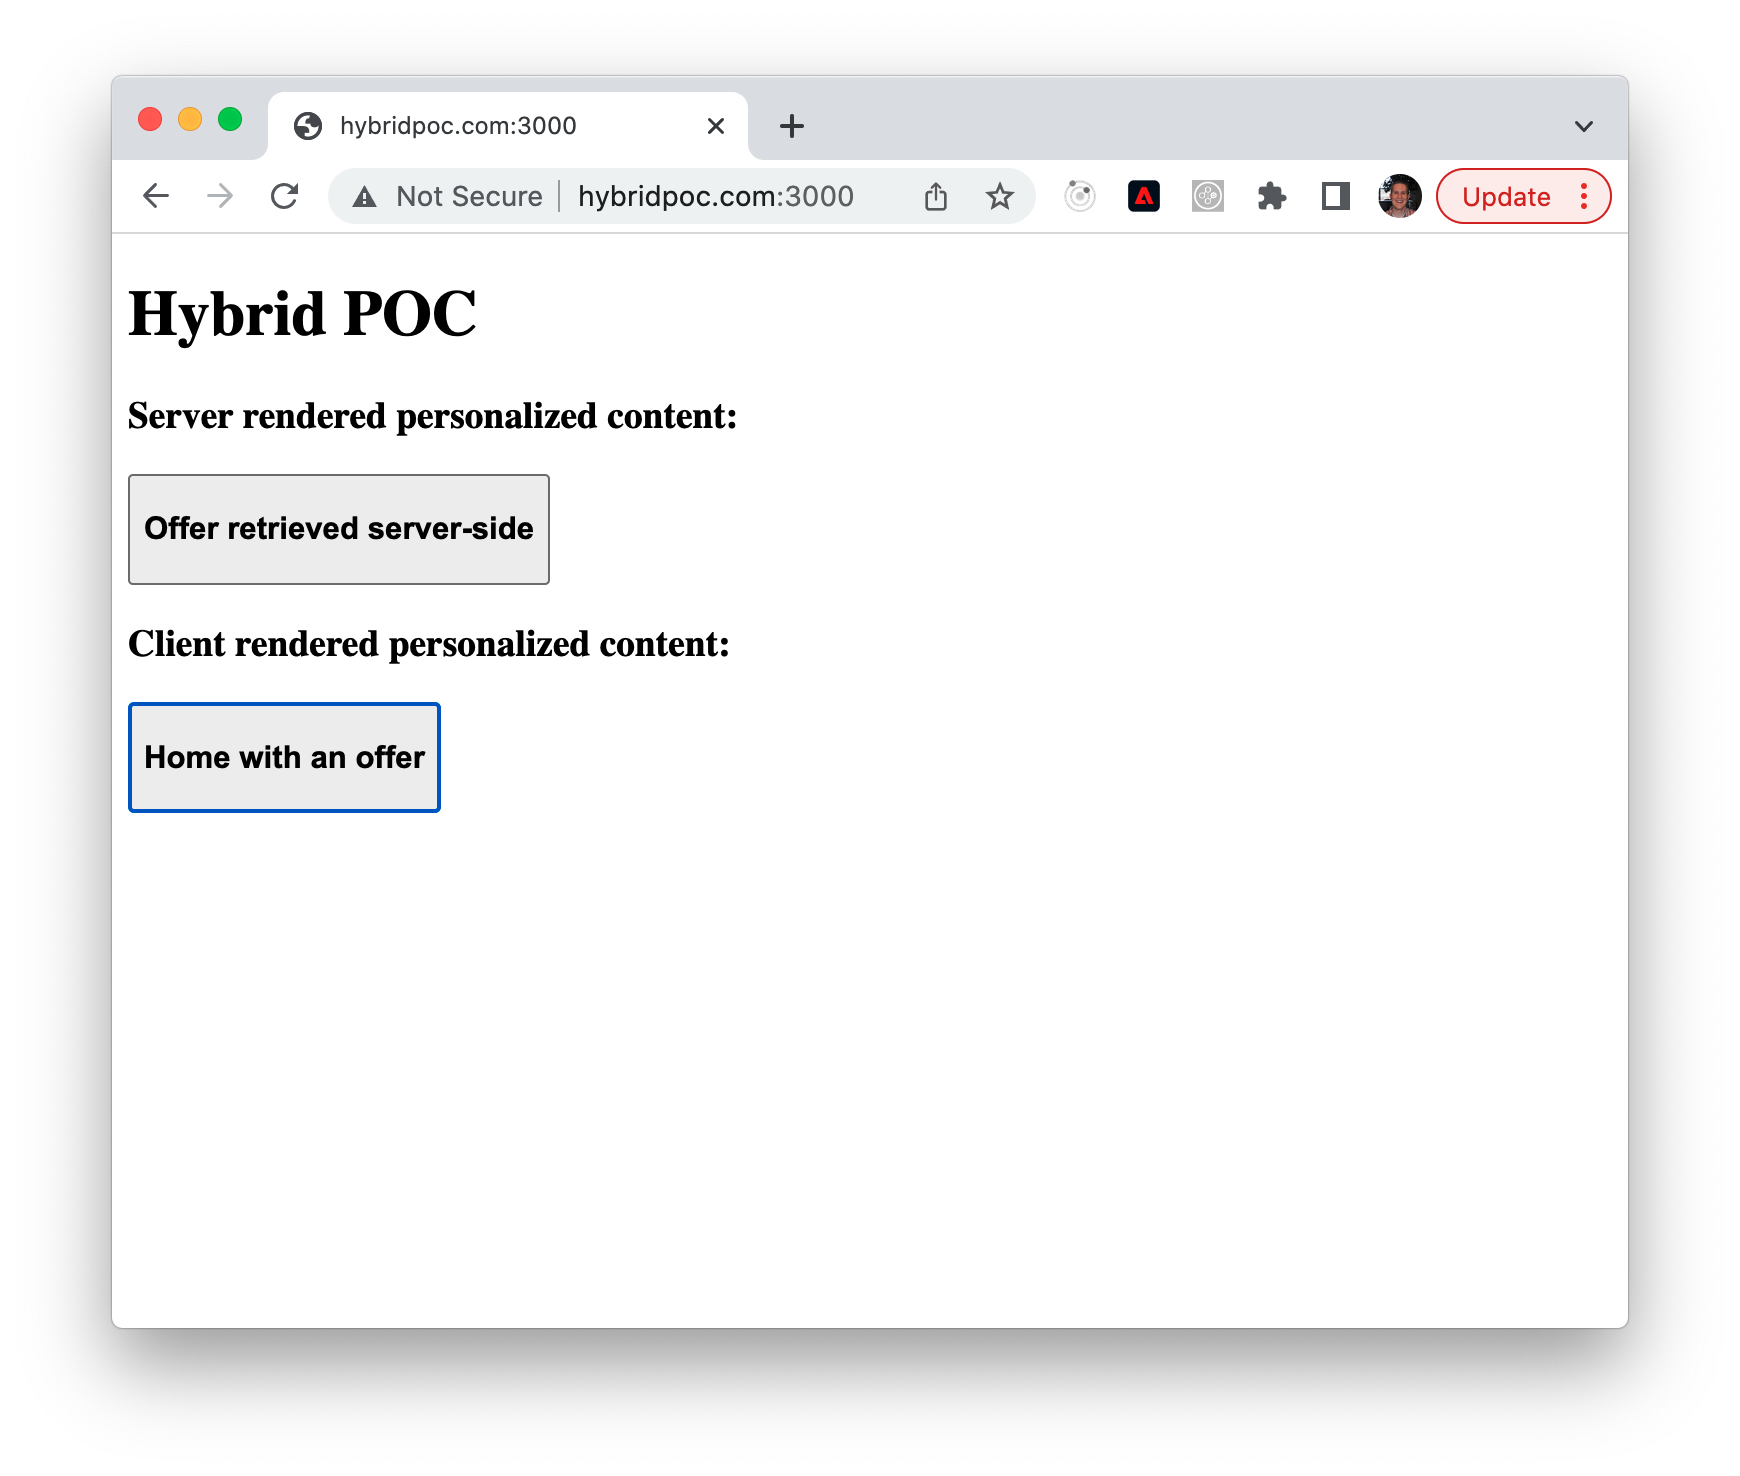 hybridpoc.com:3000
Not Secure
hybridpoc.com:3000
Update
Hybrid POC
Server rendered personalized content:
Offer retrieved server-side
Client rendered personalized content:
Home with an offer